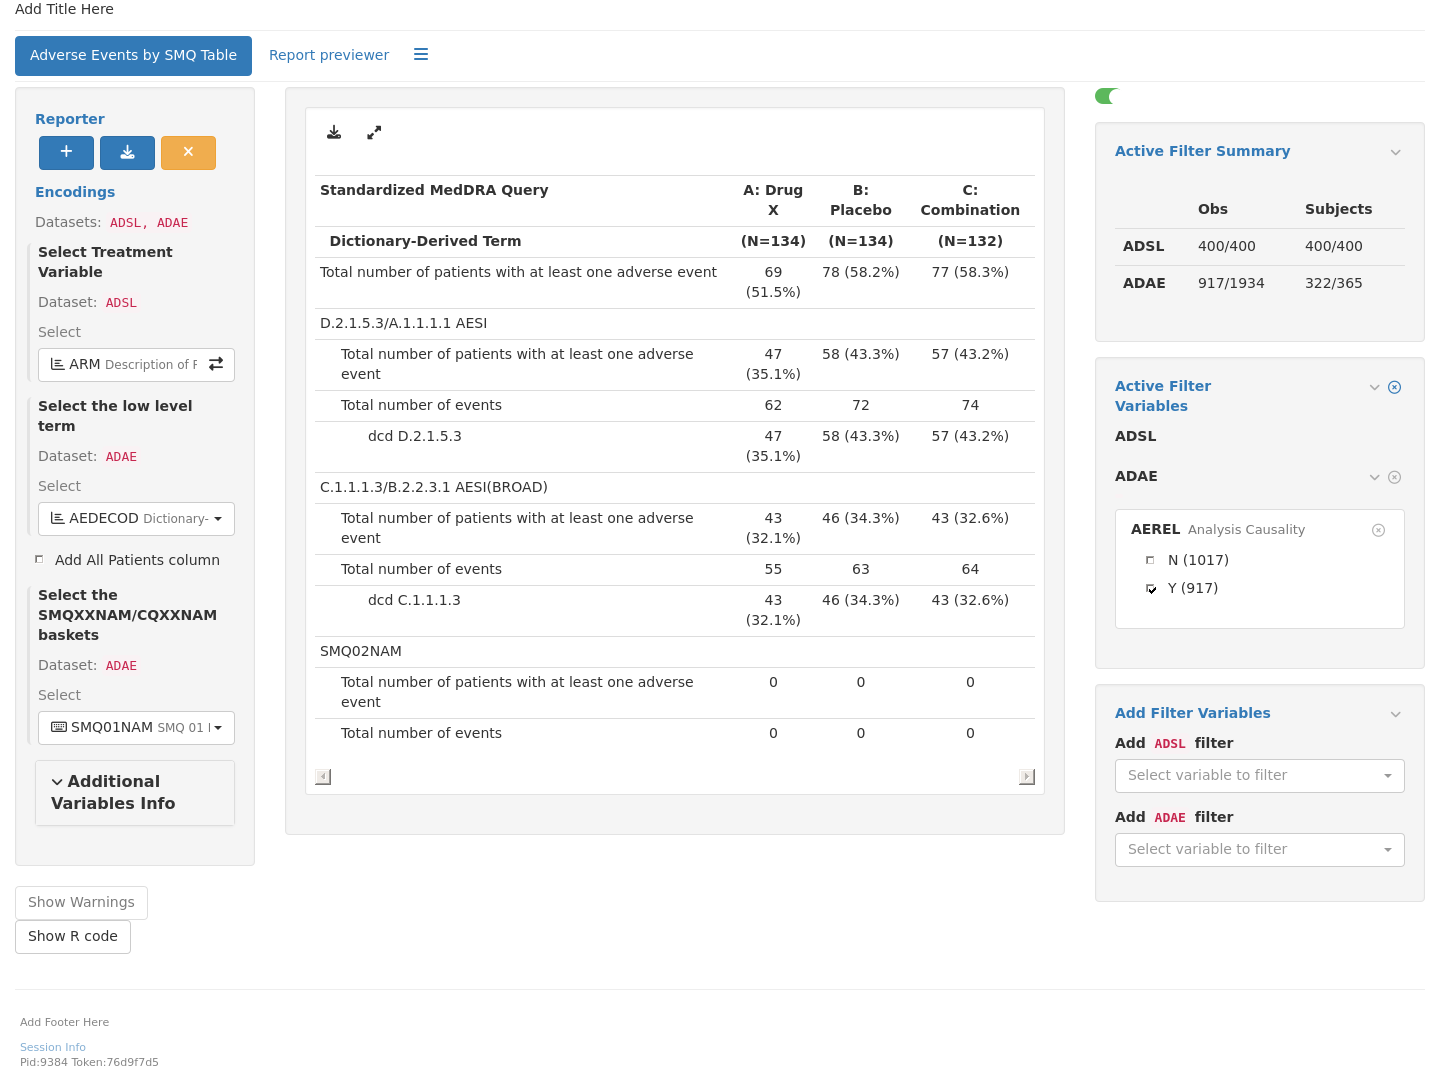 Add Title Here
Adverse Events by SMQ Table
Report previewer
Reporter
Encodings
Datasets: ADSL, ADAE
Select Treatment
Variable
Dataset: ADSL
Select
ARM Description of
Select the low level
term
Dataset: ADAE
Select
AEDECOD Dictionary-
Add All Patients column
Select the
SMQXXNAM/CQXXNAM
baskets
Dataset: ADAE
Select
SMQ01NAM SMQ 01
Additional
Variables Info
Show Warnings
Show R code
Standardized MedDRA Query A: Drug B: C:
X Placebo Combination
Dictionary-Derived Term (N=134) (N=134) (N=132)
Total number of patients with at least one adverse event 69 78 (58.2%) 77 (58.3%)
(51.5%)
D.2.1.5.3/A.1.1.1.1 AESI
Total number of patients with at least one adverse 47 58 (43.3%) 57 (43.2%)
event (35.1%)
Total number of events 62 72 74
dcd D.2.1.5.3 47 58 (43.3%) 57 (43.2%)
(35.1%)
C.1.1.1.3/B.2.2.3.1 AESI(BROAD)
Total number of patients with at least one adverse 43 46 (34.3%) 43 (32.6%)
event (32.1%)
Total number of events 55 63 64
dcd C.1.1.1.3 43 46 (34.3%) 43 (32.6%)
(32.1%)
SMQ02NAM
Total number of patients with at least one adverse 0 0 0
event
Total number of events 0 0 0
Active Filter Summary
Obs Subjects
ADSL 400/400 400/400
ADAE 917/1934 322/365
Active Filter
Variables
ADSL
ADAE
AEREL Analysis Causality
N (1017)
Y (917)
Add Filter Variables
Add ADSL filter
Select variable to filter
Add ADAE filter
Select variable to filter
Add Footer Here
Session Info
Pid:9384 Token:76d9f7d5